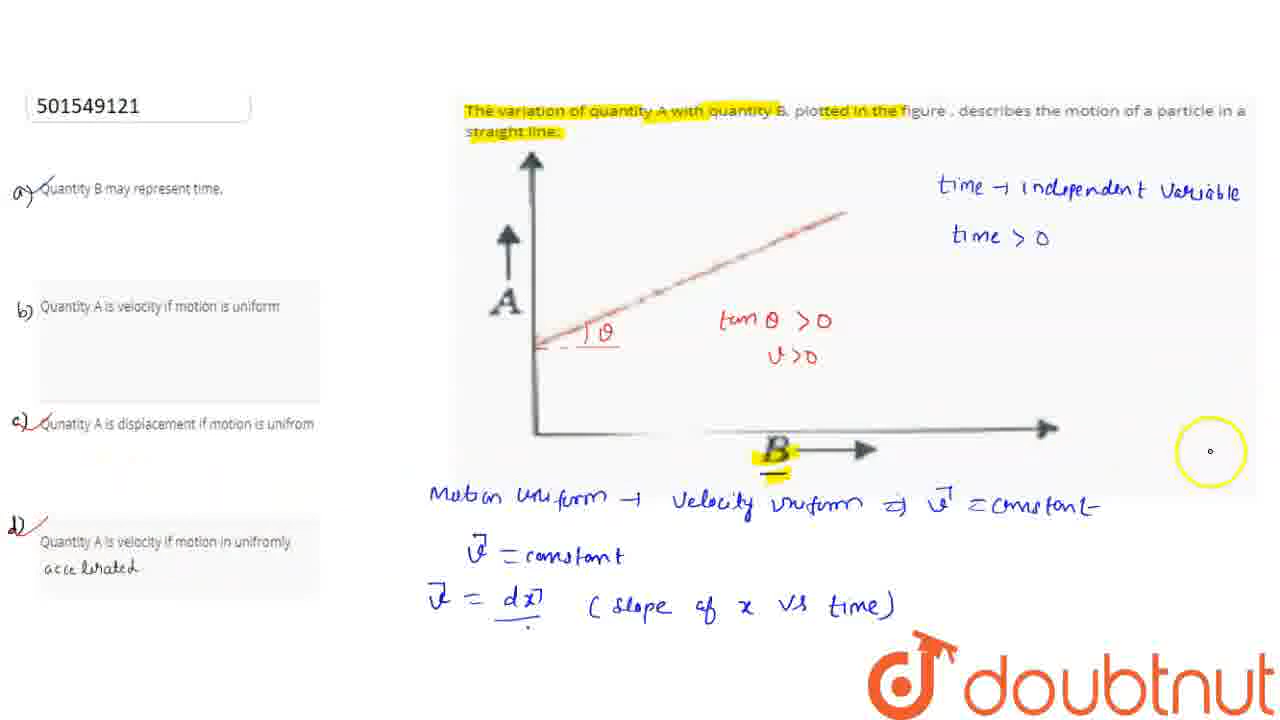 501549121
The variation of quantity A with quantity B, plotted in the figure , describes the motion of a particle in a
straight line.
a) Quantity B may represent time.
time → independent variable
time > 0
A
b) Quantity A is velocity if motion is uniform
θ
tan θ > 0
v > 0
c) Qunatity A is displacement if motion is unifrom
B
Motion uniform → velocity uniform ⇒ v⃗ = constant
d) Quantity A is velocity if motion in unifromly
accelerated
v⃗ = constant
v⃗ = dx⃗ (slope of x vs time)
doubtnut